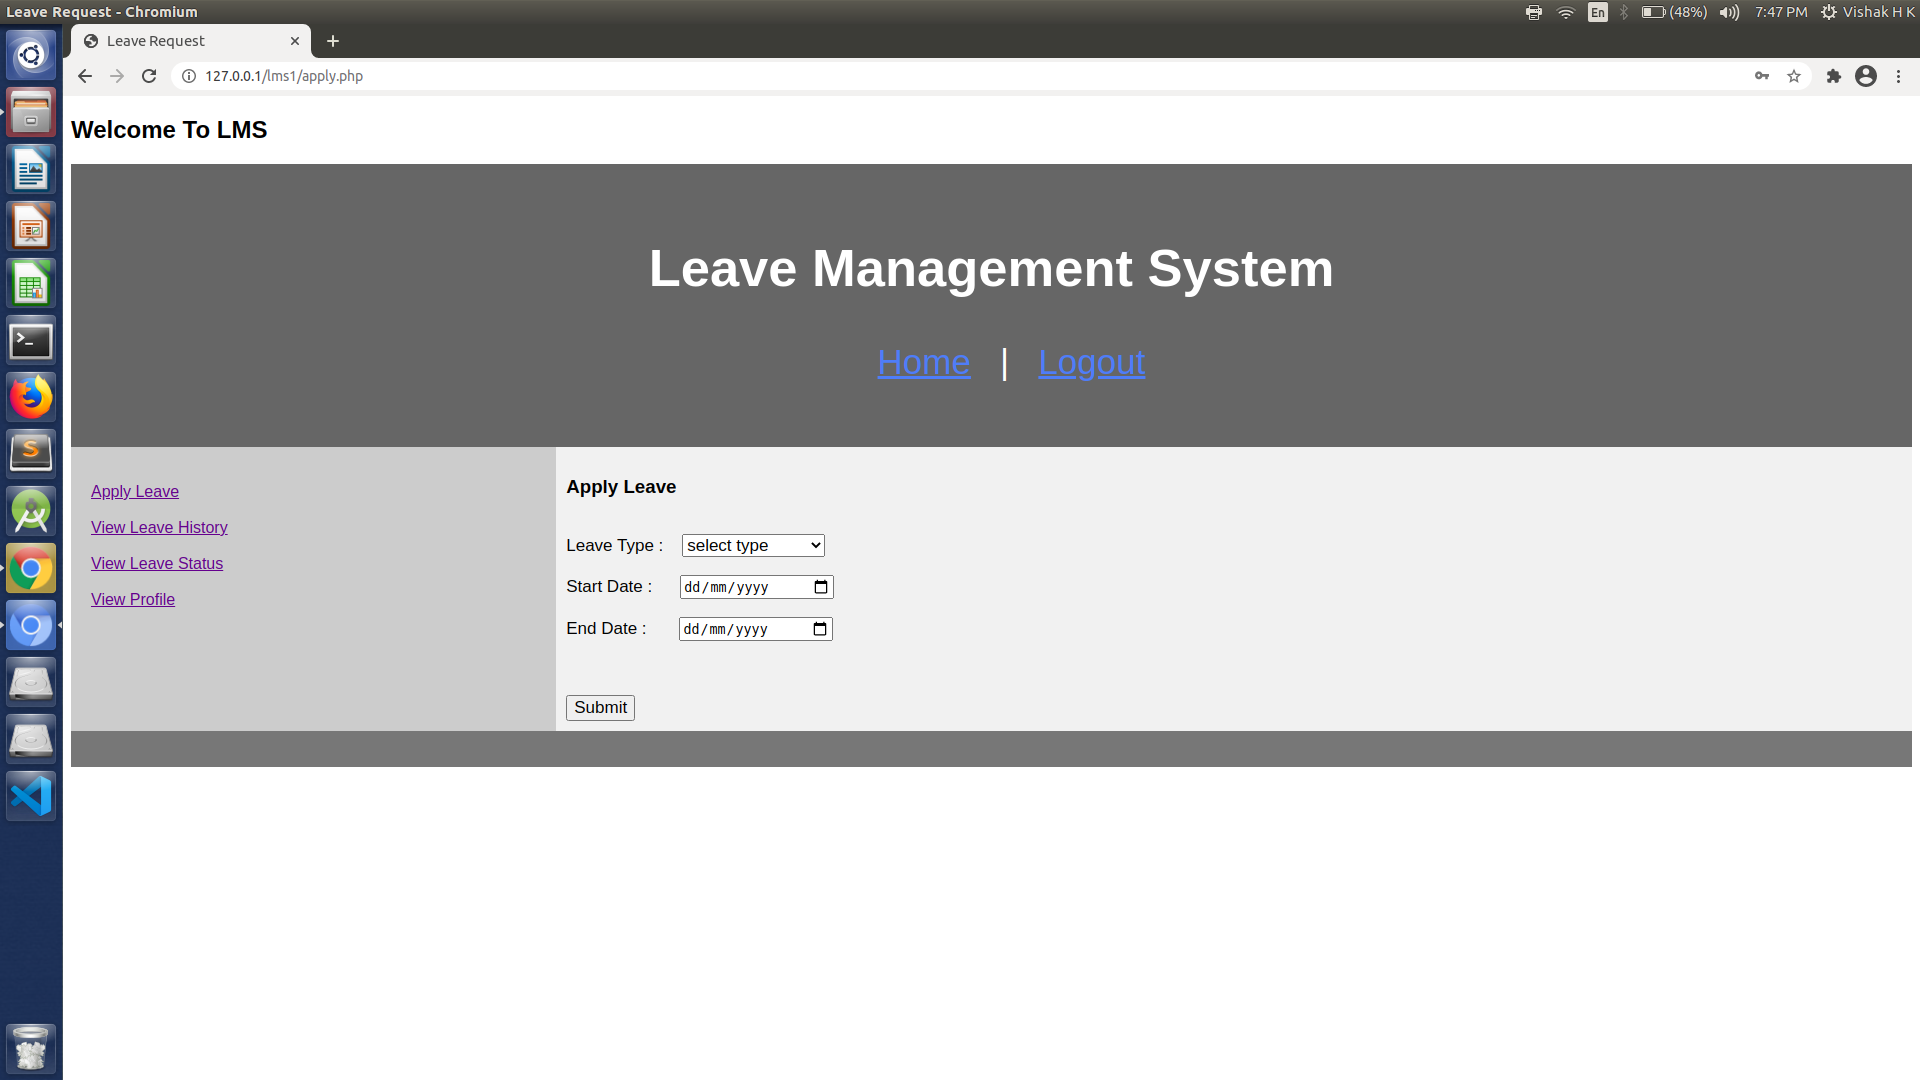 Leave Request - Chromium
En
(48%)
7:47 PM
Vishak H K
Leave Request
127.0.0.1/lms1/apply.php
Welcome To LMS
Leave Management System
Home | Logout
Apply Leave
View Leave History
View Leave Status
View Profile
Apply Leave
Leave Type : select type
Start Date : dd/mm/yyyy
End Date : dd/mm/yyyy
Submit